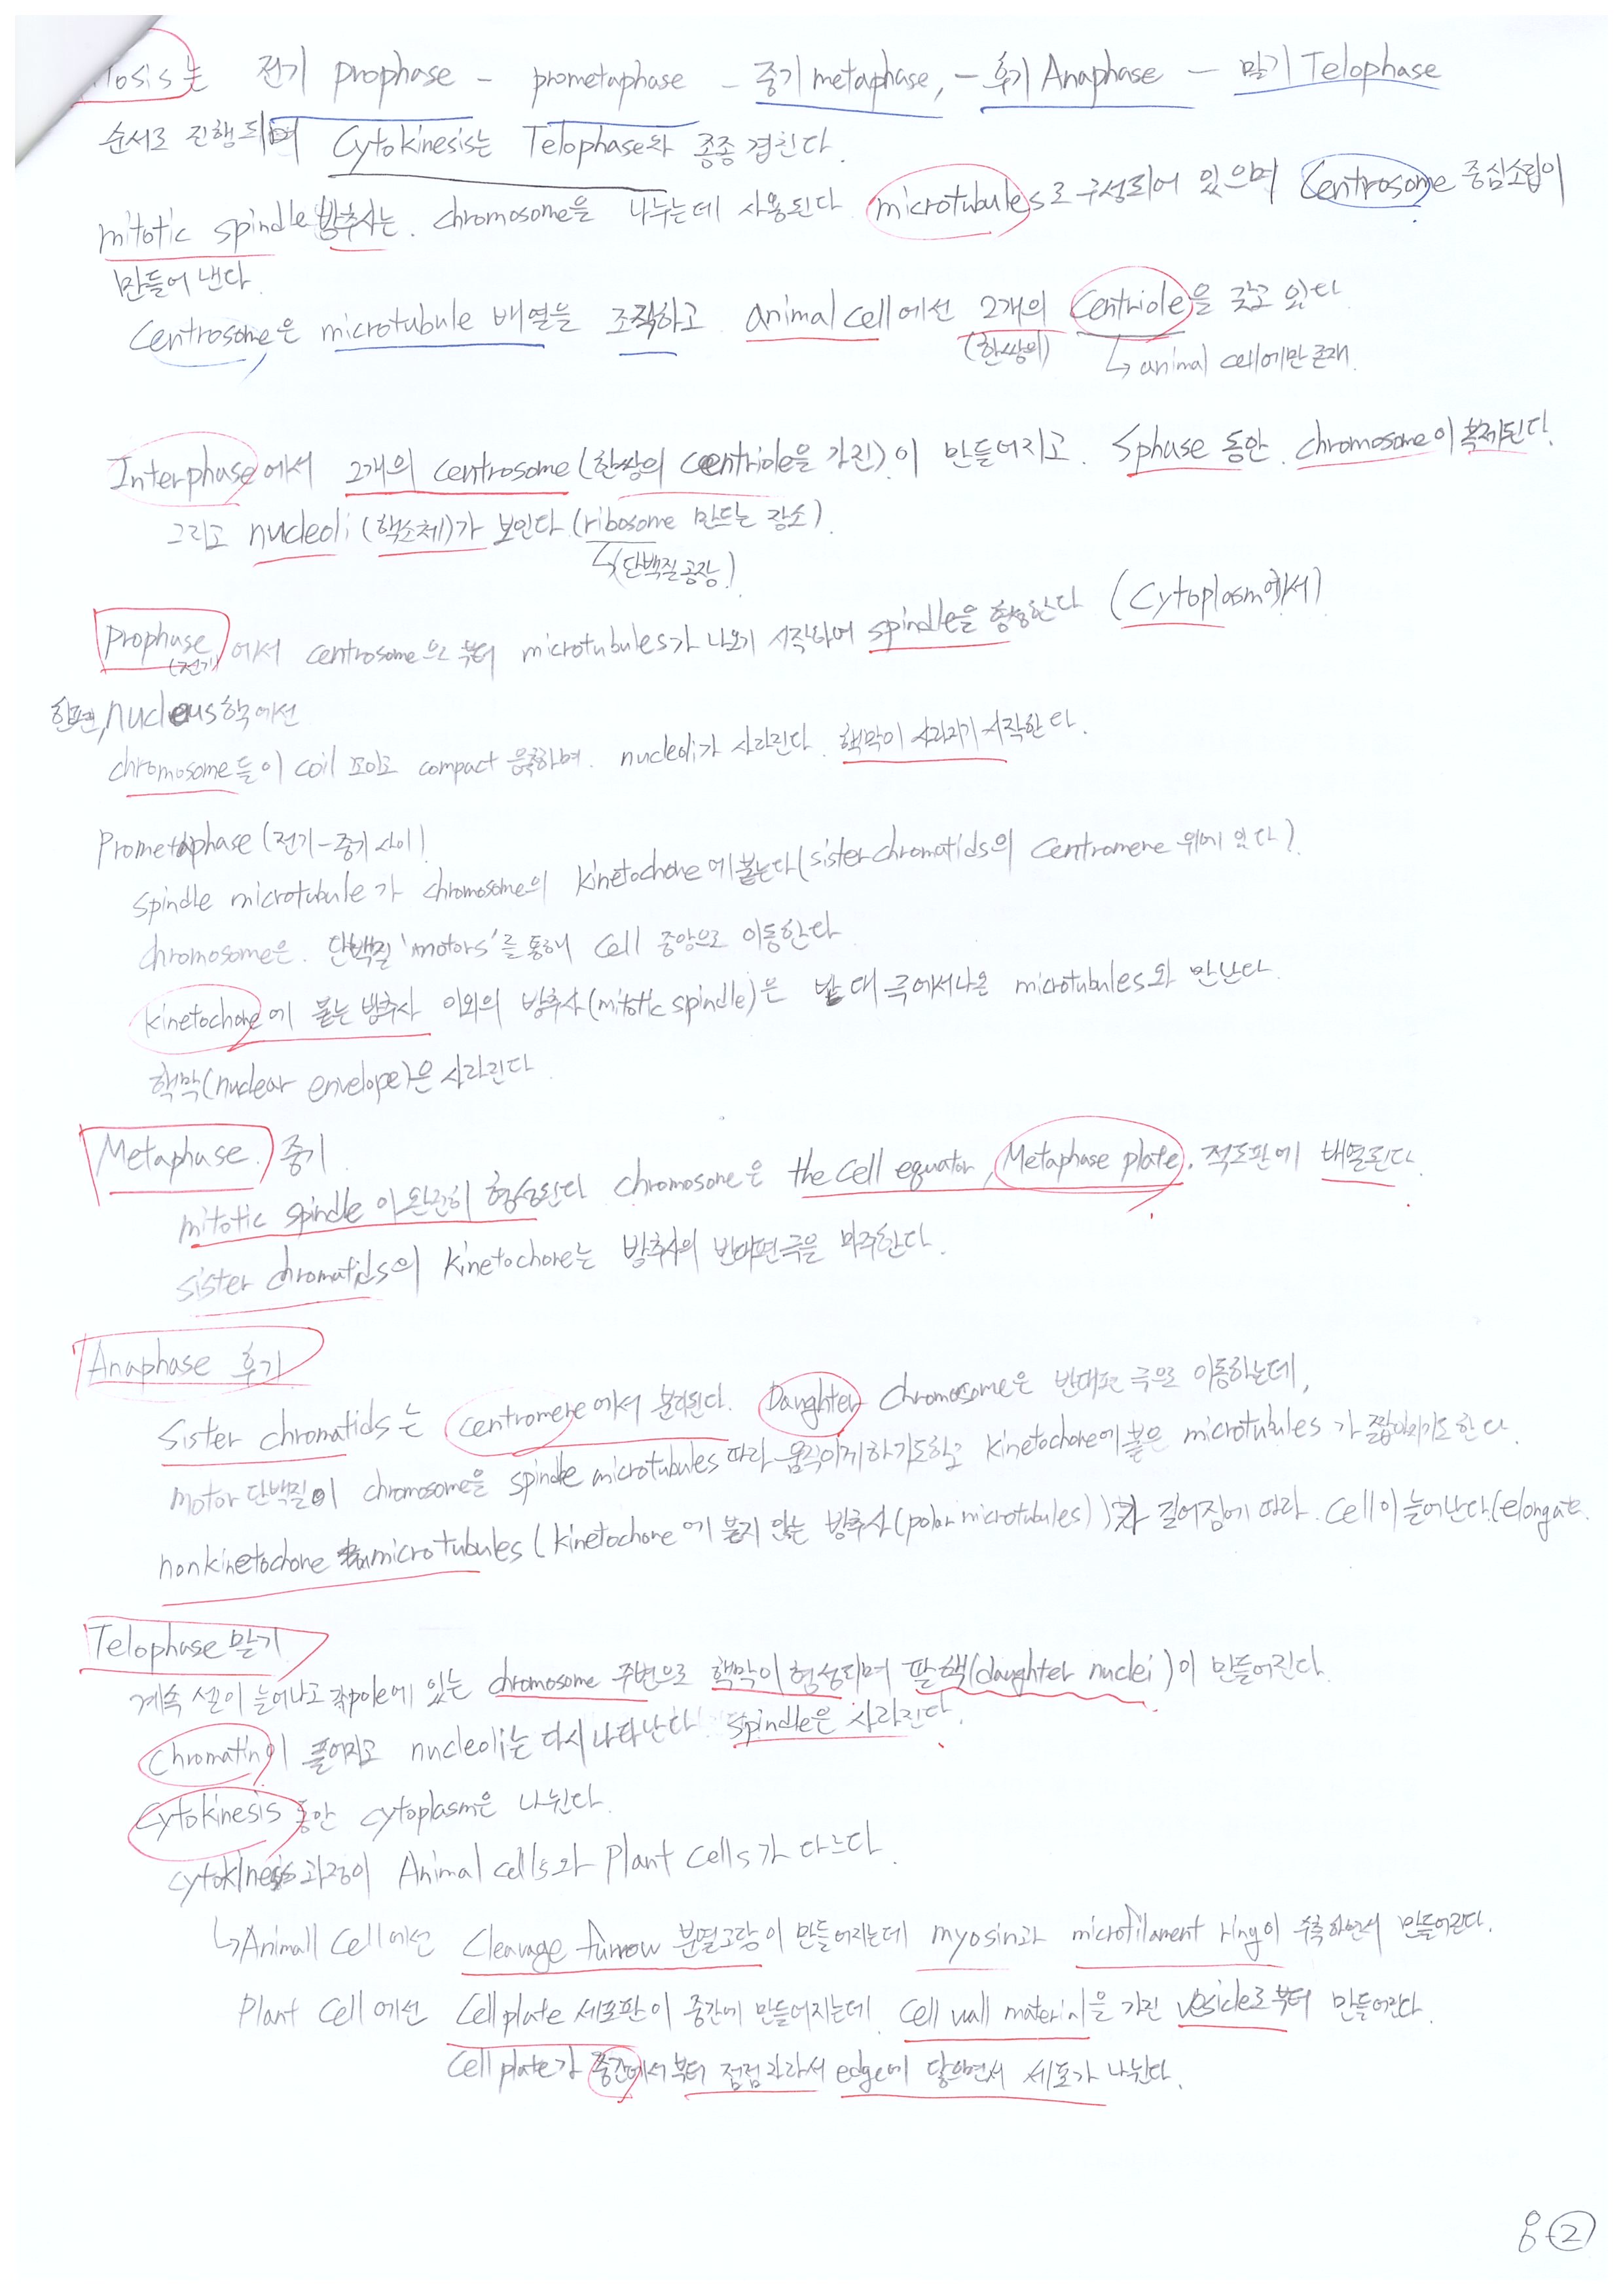 tosis는 전기 prophase – prometaphase – 중기 metaphase, – 후기 Anaphase – 말기 Telophase
순서로 진행되며 Cytokinesis는 Telophase와 종종 겹친다.
mitotic spindle 방추사는 chromosome을 나누는데 사용된다. microtubules로 구성되어 있으며 Centrosome 중심소립이
만들어 낸다.
Centrosome은 microtubule 배열을 조직하고 animal cell에선 2개의 Centriole을 갖고 있다.
(한쌍의) ↳ animal cell에만 존재.
Interphase에서 2개의 centrosome (한쌍의 centriole을 가진)이 만들어지고. S phase 동안. chromosome이 복제된다.
그리고 nucleoli (핵소체)가 보인다 (ribosome 만드는 장소).
↳ (단백질 공장)
Prophase에서 centrosome으로 부터 microtubules가 나오기 시작하여 spindle을 형성한다 (Cytoplasm에서)
(전기)
한편, nucleus 핵에선
chromosome들이 coil 꼬이고 compact 응축하며. nucleoli가 사라진다. 핵막이 사라지기 시작한다.
Prometaphase (전기–중기 사이)
spindle microtubule가 chromosome의 kinetochore에 붙는다 (sister chromatids의 centromere 위에 있다).
chromosome은. 단백질 'motors'를 통해 cell 중앙으로 이동한다
kinetochore에 붙는 방추사 이외의 방추사(mitotic spindle)은 반대 극에서 나온 microtubules와 만난다.
핵막(nuclear envelope)은 사라진다
Metaphase. 중기
mitotic spindle이 완전히 형성된다 chromosome은 the cell equator, Metaphase plate. 적도판에 배열된다.
sister chromatids의 kinetochore는 방추사의 반대편 극을 마주한다.
Anaphase 후기
Sister chromatids는 centromere에서 분리된다. Daughter chromosome은 반대편 극으로 이동하는데,
motor 단백질이 chromosome을 spindle microtubules 따라 움직이게 하기도하고 kinetochore에 붙은 microtubules가 짧아지기도 한다.
nonkinetochore microtubules (kinetochore에 붙지 않는 방추사(polar microtubules))가 길어짐에 따라. cell이 늘어난다. (elongate.
Telophase 말기
계속 셀이 늘어나고 각 pole에 있는 chromosome 주변으로 핵막이 형성되며 딸핵(daughter nuclei)이 만들어진다.
Chromatin이 풀어지고 nucleoli는 다시 나타난다. spindle은 사라진다.
Cytokinesis 동안 cytoplasm은 나뉜다.
cytokinesis 과정이 Animal cells와 Plant cells가 다르다.
↳ Animall Cell에선 Cleavage furrow 분열고랑이 만들어지는데 myosin과 microfilament ring이 수축하면서 만들어진다.
Plant cell에선 Cell plate 세포판이 중간에 만들어지는데. Cell wall material을 가진 vesicle로 부터 만들어진다.
Cell plate가 중간에서 부터 점점 자라서 edge에 닿으면서 세포가 나뉜다.
8-②